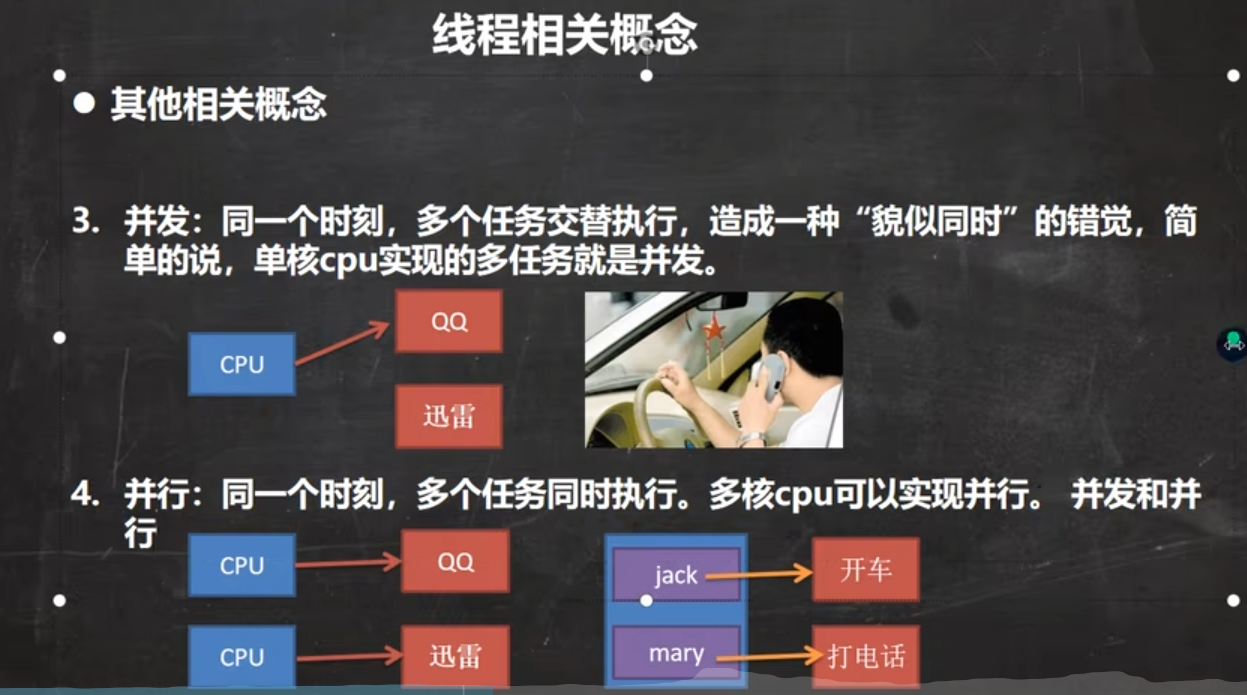 线程相关概念
● 其他相关概念
3. 并发：同一个时刻，多个任务交替执行，造成一种“貌似同时”的错觉，简
单的说，单核cpu实现的多任务就是并发。
QQ
CPU
迅雷
4. 并行：同一个时刻，多个任务同时执行。多核cpu可以实现并行。 并发和并
行
CPU QQ jack 开车
CPU 迅雷 mary 打电话